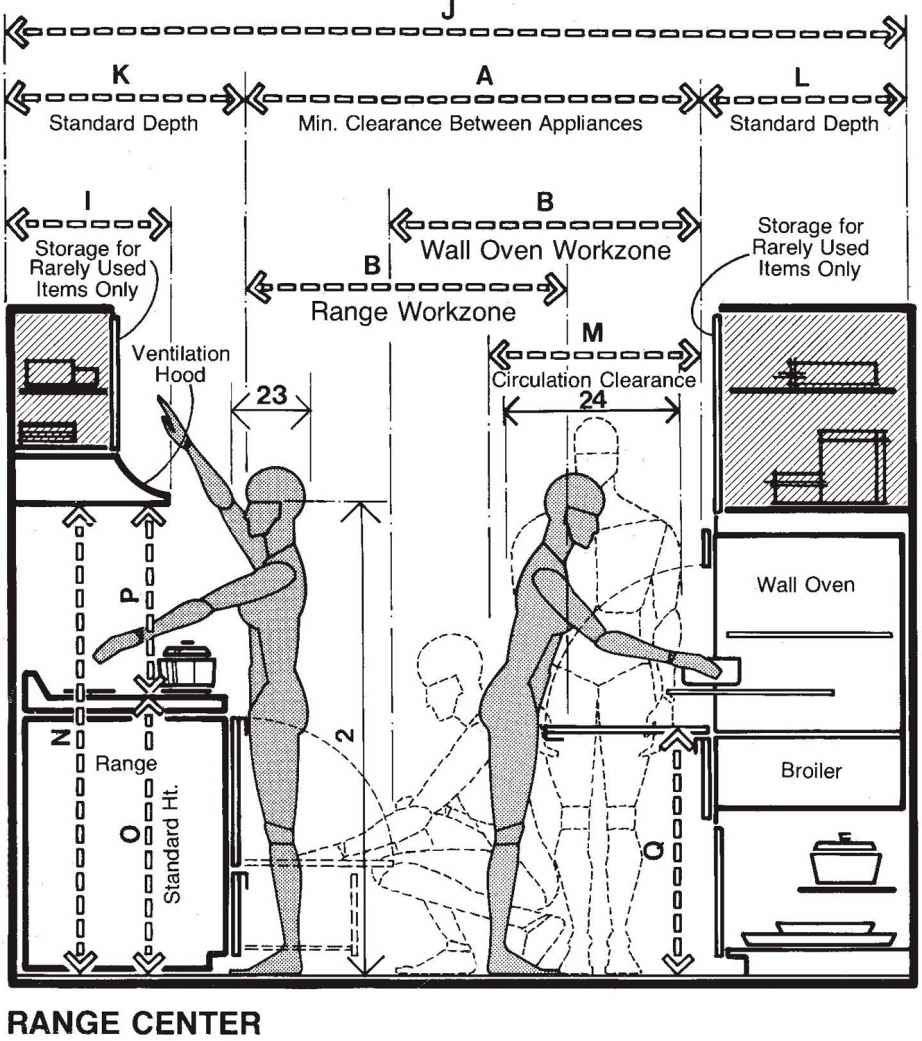 J
K
A
L
Standard Depth
Min. Clearance Between Appliances
Standard Depth
I
B
Storage for
Rarely Used
Items Only
Wall Oven Workzone
Storage for
Rarely Used
Items Only
B
Range Workzone
M
Ventilation
Hood
Circulation Clearance
23
24
P
Wall Oven
N
2
Range
Broiler
O
Standard Ht.
Q
RANGE CENTER